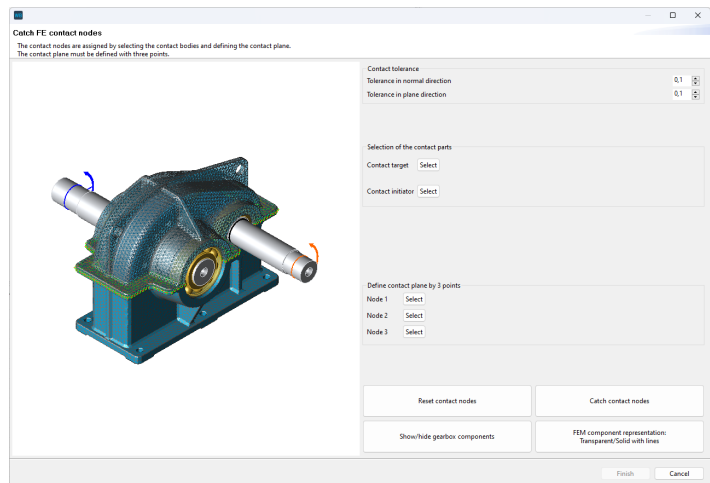 Catch FE contact nodes
The contact nodes are assigned by selecting the contact bodies and defining the contact plane.
The contact plane must be defined with three points.
Contact tolerance
Tolerance in normal direction 0,1
Tolerance in plane direction 0,1
Selection of the contact parts
Contact target Select
Contact initiator Select
Define contact plane by 3 points
Node 1 Select
Node 2 Select
Node 3 Select
Reset contact nodes
Catch contact nodes
Show/hide gearbox components
FEM component representation:
Transparent/Solid with lines
Finish
Cancel